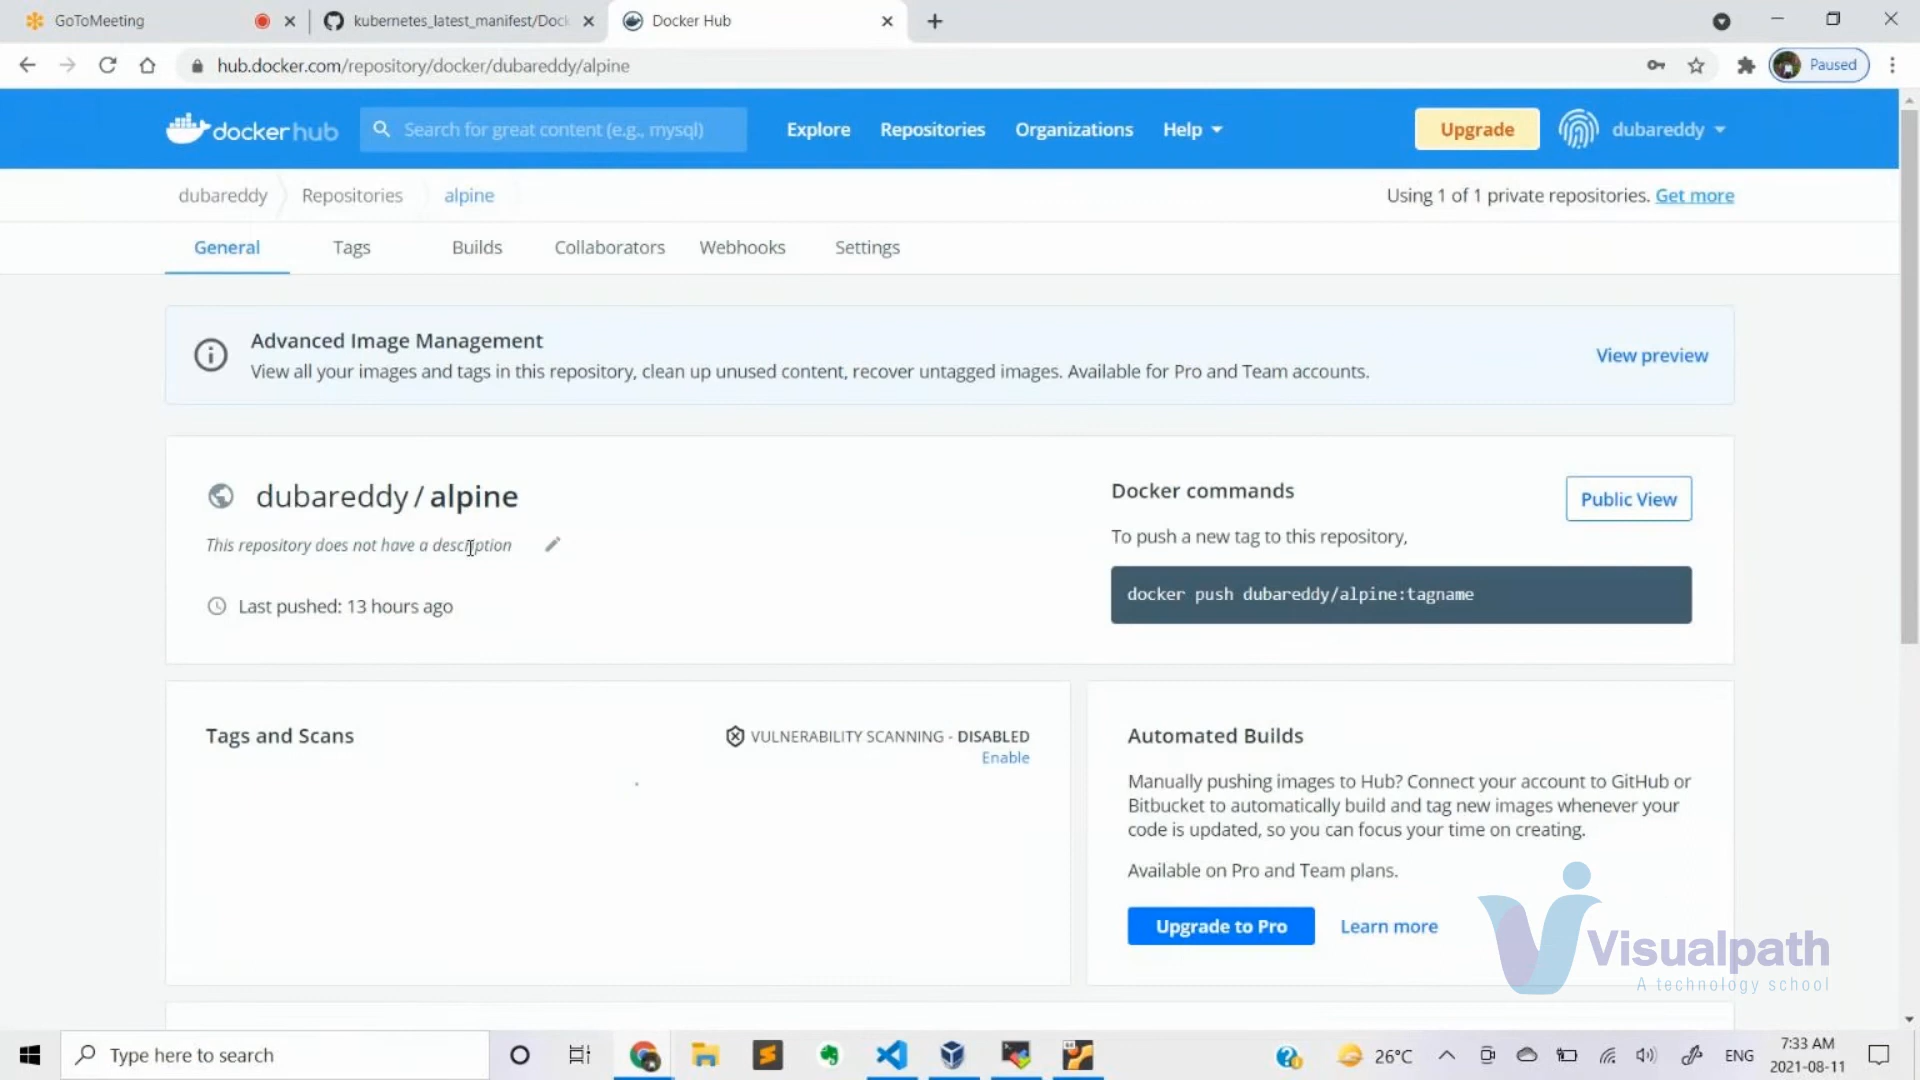 GoToMeeting
kubernetes_latest_manifest/Dock
Docker Hub
hub.docker.com/repository/docker/dubareddy/alpine
Paused
dockerhub
Search for great content (e.g., mysql)
Explore
Repositories
Organizations
Help
Upgrade
dubareddy
dubareddy
Repositories
alpine
Using 1 of 1 private repositories. Get more
General
Tags
Builds
Collaborators
Webhooks
Settings
Advanced Image Management
View all your images and tags in this repository, clean up unused content, recover untagged images. Available for Pro and Team accounts.
View preview
dubareddy / alpine
This repository does not have a description
Last pushed: 13 hours ago
Docker commands
Public View
To push a new tag to this repository,
docker push dubareddy/alpine:tagname
Tags and Scans
VULNERABILITY SCANNING - DISABLED
Enable
Automated Builds
Manually pushing images to Hub? Connect your account to GitHub or
Bitbucket to automatically build and tag new images whenever your
code is updated, so you can focus your time on creating.
Available on Pro and Team plans.
Upgrade to Pro
Learn more
Visualpath
A technology school
Type here to search
26°C
ENG
7:33 AM
2021-08-11